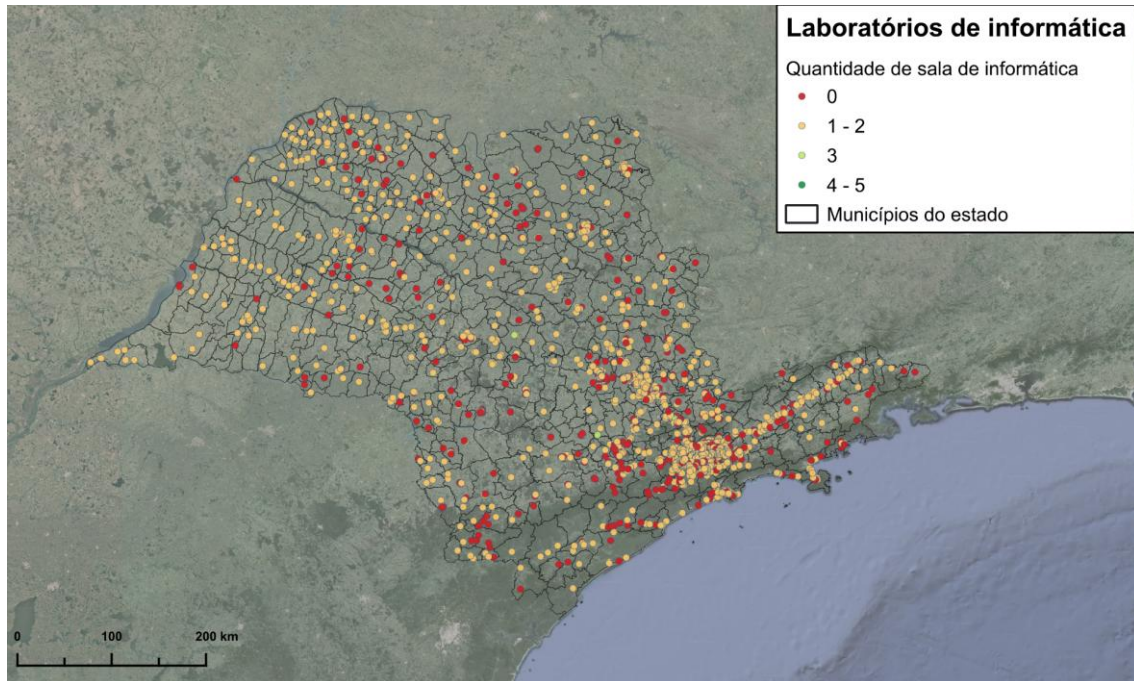 Laboratórios de informática
Quantidade de sala de informática
0
1 - 2
3
4 - 5
Municípios do estado
0 100 200 km